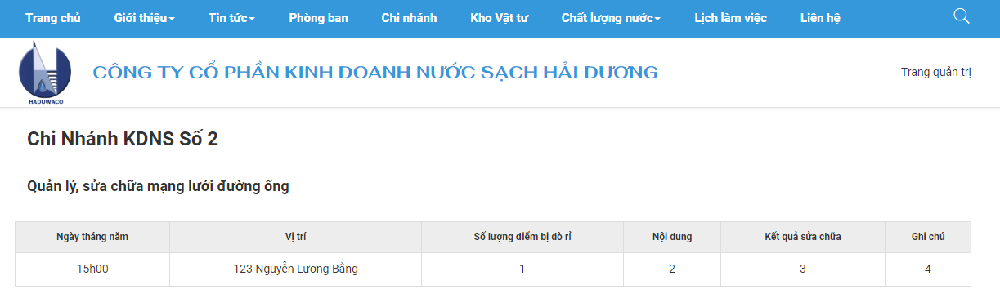 Trang chủ Giới thiệu Tin tức Phòng ban Chi nhánh Kho Vật tư Chất lượng nước Lịch làm việc Liên hệ
HADUWACO
CÔNG TY CỔ PHẦN KINH DOANH NƯỚC SẠCH HẢI DƯƠNG
Trang quản trị
Chi Nhánh KDNS Số 2
Quản lý, sửa chữa mạng lưới đường ống
Ngày tháng năm Vị trí Số lượng điểm bị dò rỉ Nội dung Kết quả sửa chữa Ghi chú
15h00 123 Nguyễn Lương Bằng 1 2 3 4